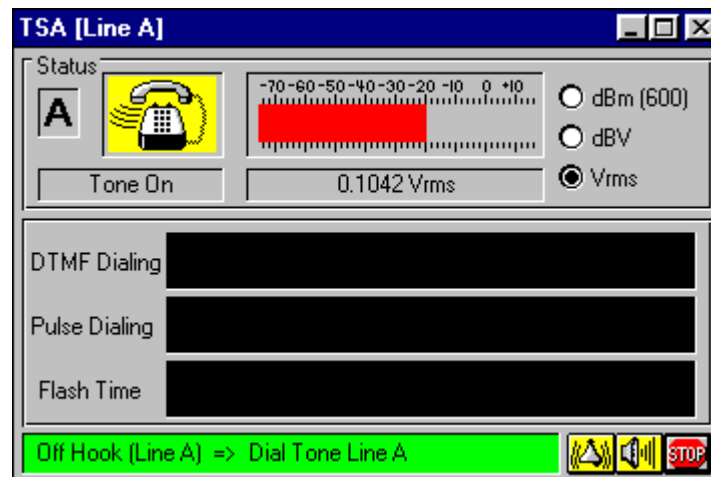 TSA [Line A]
Status
A
-70-60-50-40-30-20 -10 0 +10
dBm (600)
dBV
Tone On
0.1042 Vrms
Vrms
DTMF Dialing
Pulse Dialing
Flash Time
Off Hook (Line A) => Dial Tone Line A
STOP